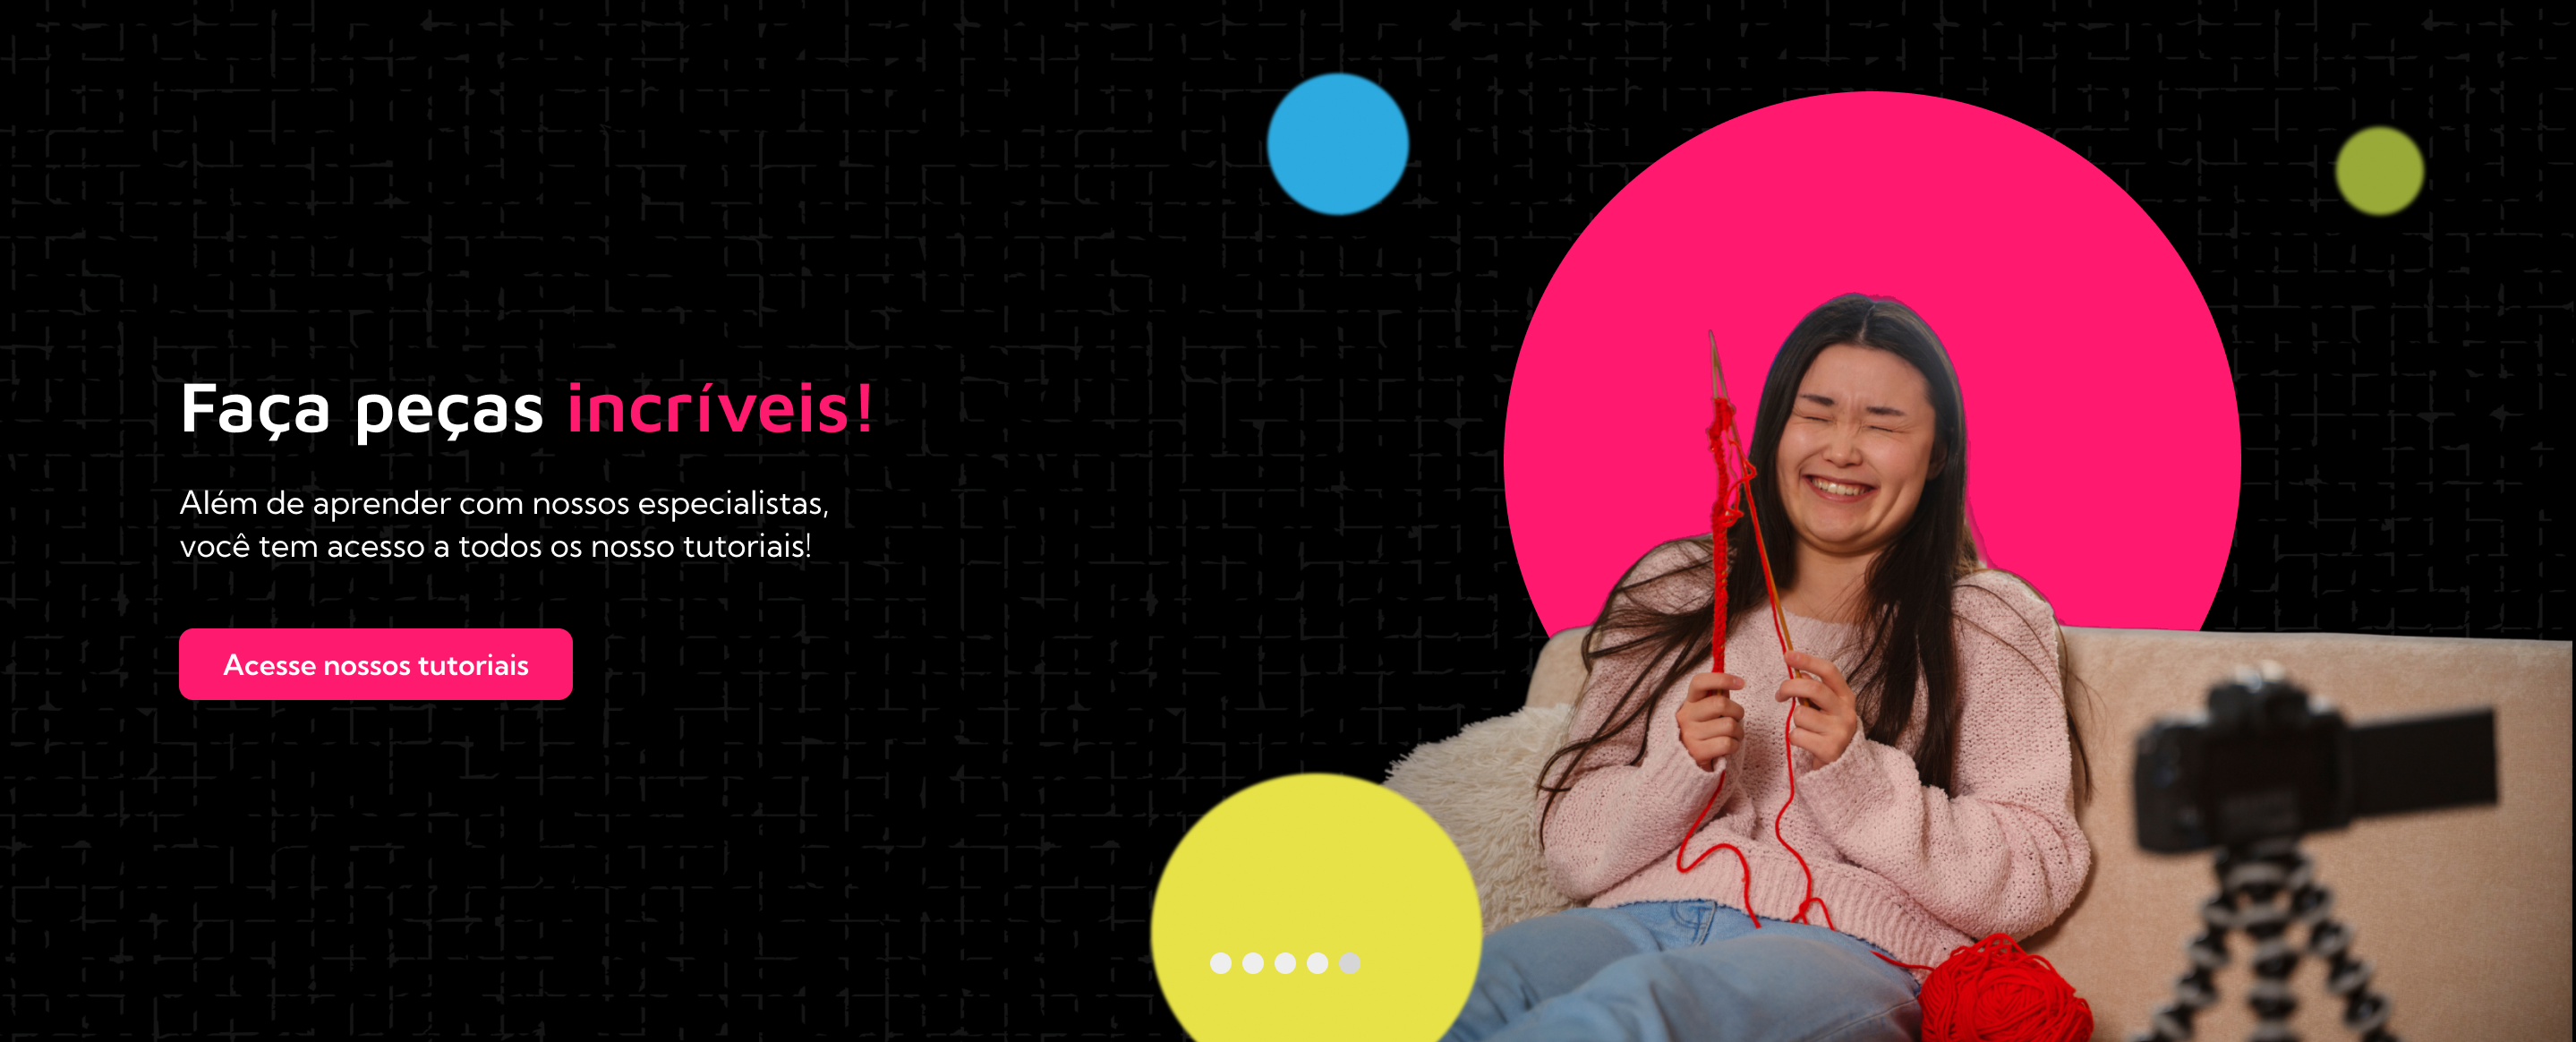 Faça peças incríveis!
Além de aprender com nossos especialistas,
você tem acesso a todos os nosso tutoriais!
Acesse nossos tutoriais